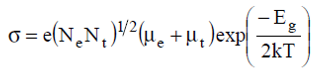 σ = e(NₑNₜ)^{1/2}(μₑ + μₜ)exp(−E_g / 2kT)